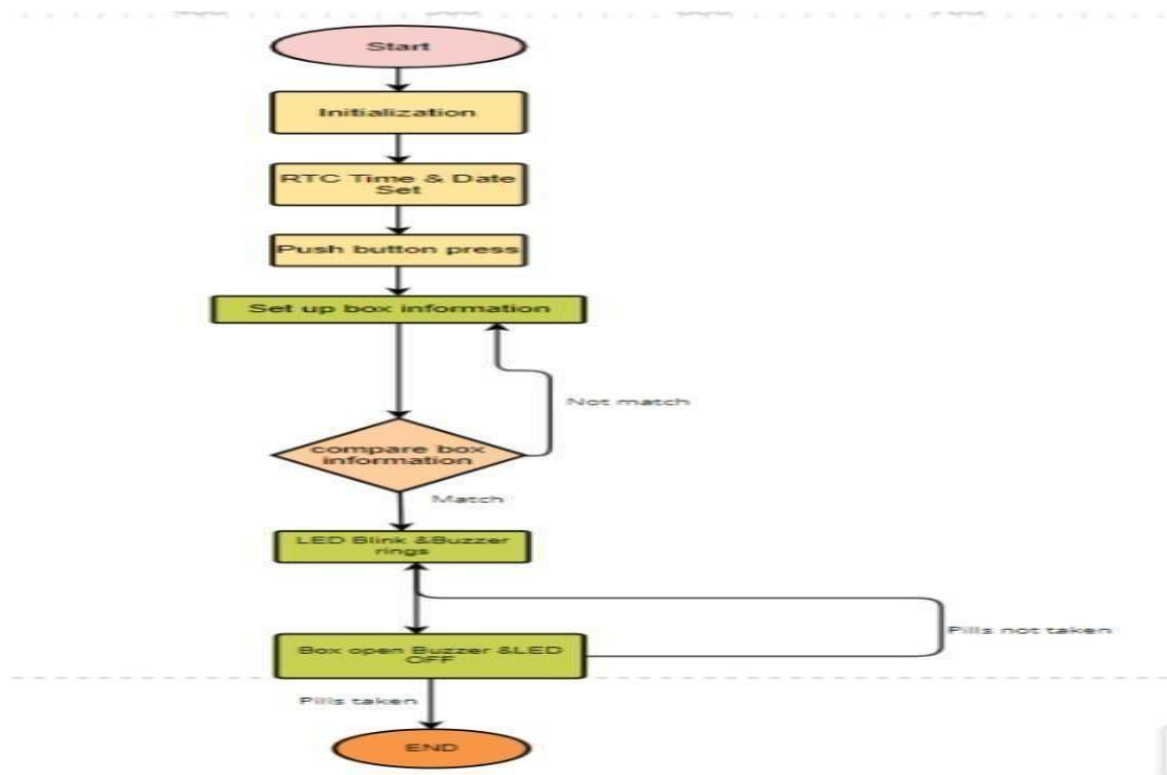 Start
Initialization
RTC Time & Date
Set
Push button press
Set up box information
Not match
compare box
information
Match
LED Blink &Buzzer
rings
Pills not taken
Box open Buzzer &LED
OFF
Pills taken
END